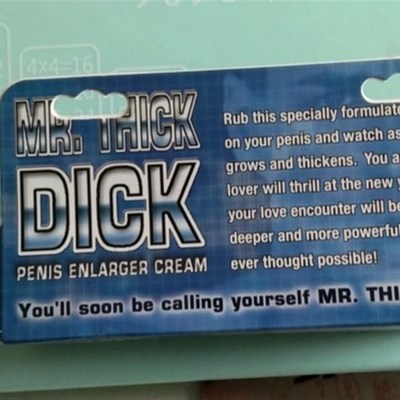 4x4=16
MR. THICK
DICK
PENIS ENLARGER CREAM
Rub this specially formulate
on your penis and watch as
grows and thickens. You a
lover will thrill at the new y
your love encounter will be
deeper and more powerful
ever thought possible!
You'll soon be calling yourself MR. THI